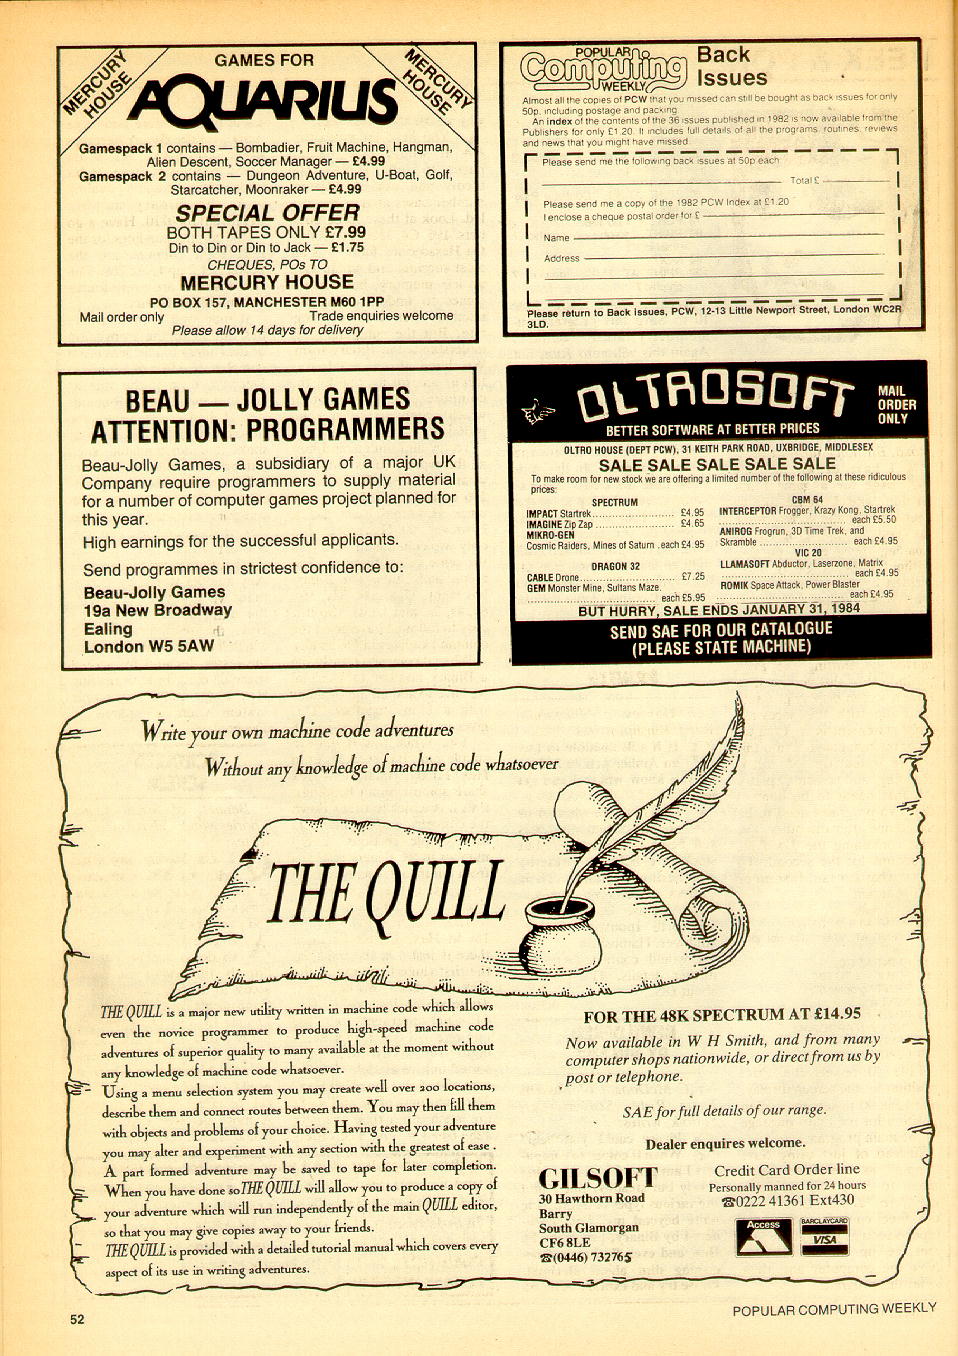 MERCURY HOUSE
GAMES FOR
MERCURY HOUSE
AQUARIUS
Gamespack 1 contains — Bombadier, Fruit Machine, Hangman,
Alien Descent, Soccer Manager — £4.99
Gamespack 2 contains — Dungeon Adventure, U-Boat, Golf,
Starcatcher, Moonraker — £4.99
SPECIAL OFFER
BOTH TAPES ONLY £7.99
Din to Din or Din to Jack — £1.75
CHEQUES, POs TO
MERCURY HOUSE
PO BOX 157, MANCHESTER M60 1PP
Mail order only Trade enquiries welcome
Please allow 14 days for delivery
POPULAR
Computing
WEEKLY
Back
Issues
Almost all the copies of PCW that you missed can still be bought as back issues for only
50p, including postage and packing.
An index of the contents of the 36 issues published in 1982 is now available from the
Publishers for only £1.20. It includes full details of all the programs, routines, reviews
and news that you might have missed.
Please send me the following back issues at 50p each
Total £
Please send me a copy of the 1982 PCW Index at £1.20
I enclose a cheque postal order for £
Name
Address
Please return to Back Issues, PCW, 12-13 Little Newport Street, London WC2R
3LD.
BEAU — JOLLY GAMES
ATTENTION: PROGRAMMERS
Beau-Jolly Games, a subsidiary of a major UK
Company require programmers to supply material
for a number of computer games project planned for
this year.
High earnings for the successful applicants.
Send programmes in strictest confidence to:
Beau-Jolly Games
19a New Broadway
Ealing
London W5 5AW
OLTROSOFT
MAIL
ORDER
ONLY
BETTER SOFTWARE AT BETTER PRICES
OLTRO HOUSE (DEPT PCW), 31 KEITH PARK ROAD, UXBRIDGE, MIDDLESEX
SALE SALE SALE SALE SALE
To make room for new stock we are offering a limited number of the following at these ridiculous
prices:
SPECTRUM
IMPACT Startrek........................ £4.95
IMAGINE Zip Zap ....................... £4.65
MIKRO-GEN
Cosmic Raiders, Mines of Saturn .each £4.95
DRAGON 32
CABLE Drone............................ £7.25
GEM Monster Mine, Sultans Maze,
............................. each £5.95
CBM 64
INTERCEPTOR Frogger, Krazy Kong, Startrek
............................. each £5.50
ANIROG Frogrun, 3D Time Trek, and
Skramble .......................... each £4.95
VIC 20
LLAMASOFT Abductor, Laserzone, Matrix
............................. each £4.95
ROMIK Space Attack, Power Blaster
............................. each £4.95
BUT HURRY, SALE ENDS JANUARY 31, 1984
SEND SAE FOR OUR CATALOGUE
(PLEASE STATE MACHINE)
Write your own machine code adventures
Without any knowledge of machine code whatsoever
THE QUILL
THE QUILL is a major new utility written in machine code which allows
even the novice programmer to produce high-speed machine code
adventures of superior quality to many available at the moment without
any knowledge of machine code whatsoever.
Using a menu selection system you may create well over 200 locations,
describe them and connect routes between them. You may then fill them
with objects and problems of your choice. Having tested your adventure
you may alter and experiment with any section with the greatest of ease .
A part formed adventure may be saved to tape for later completion.
When you have done so THE QUILL will allow you to produce a copy of
your adventure which will run independently of the main QUILL editor,
so that you may give copies away to your friends.
THE QUILL is provided with a detailed tutorial manual which covers every
aspect of its use in writing adventures.
FOR THE 48K SPECTRUM AT £14.95
Now available in W H Smith, and from many
computer shops nationwide, or direct from us by
post or telephone.
SAE for full details of our range.
Dealer enquires welcome.
GILSOFT
30 Hawthorn Road
Barry
South Glamorgan
CF6 8LE
☎(0446) 732765
Credit Card Order line
Personally manned for 24 hours
☎0222 41361 Ext430
Access
BARCLAYCARD
VISA
52
POPULAR COMPUTING WEEKLY